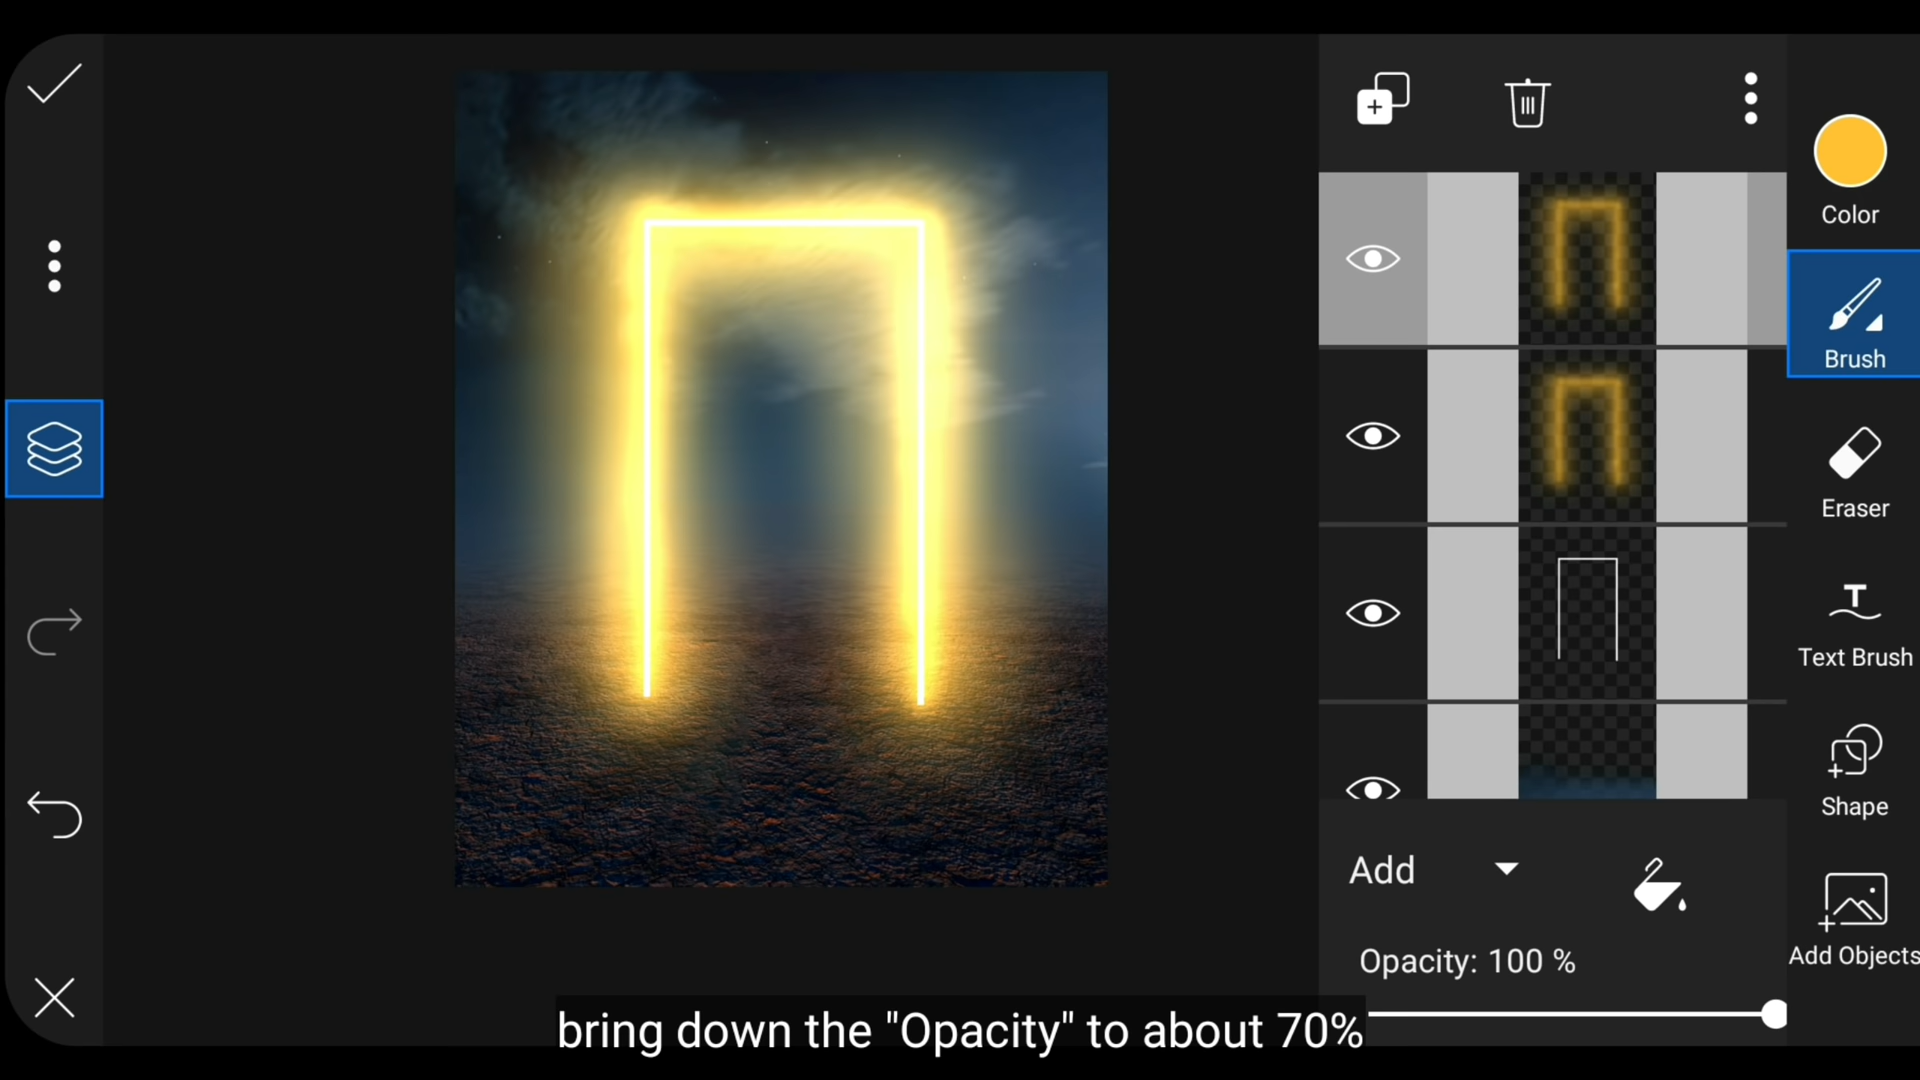 Color
Brush
Eraser
T
Text Brush
Shape
Add
Add Objects
Opacity: 100 %
bring down the "Opacity" to about 70%